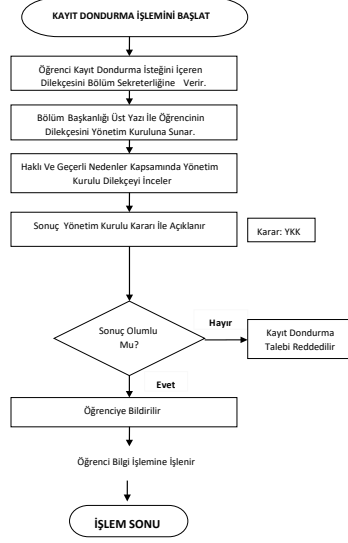 KAYIT DONDURMA İŞLEMİNİ BAŞLAT
Öğrenci Kayıt Dondurma İsteğini İçeren
Dilekçesini Bölüm Sekreterliğine Verir.
Bölüm Başkanlığı Üst Yazı İle Öğrencinin
Dilekçesini Yönetim Kuruluna Sunar.
Haklı Ve Geçerli Nedenler Kapsamında Yönetim
Kurulu Dilekçeyi İnceler
Sonuç Yönetim Kurulu Kararı İle Açıklanır
Karar: YKK
Sonuç Olumlu
Mu?
Hayır
Kayıt Dondurma
Talebi Reddedilir
Evet
Öğrenciye Bildirilir
Öğrenci Bilgi İşlemine İşlenir
İŞLEM SONU